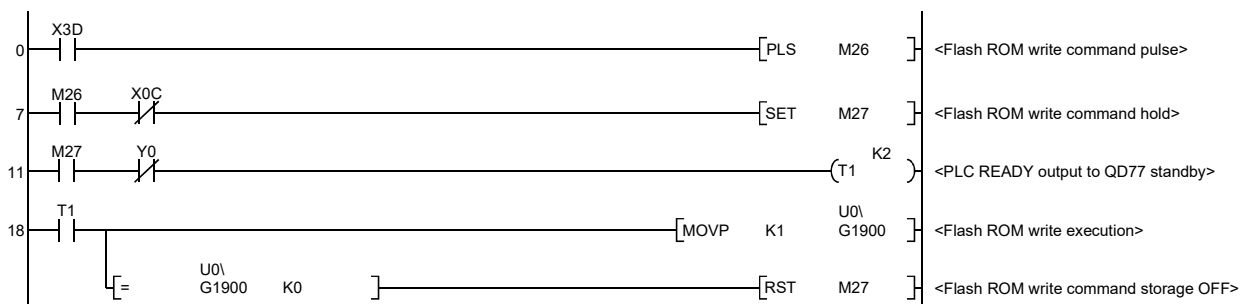 X3D
0 PLS M26 <Flash ROM write command pulse>
M26 X0C
7 SET M27 <Flash ROM write command hold>
M27 Y0 K2
11 T1 <PLC READY output to QD77 standby>
T1 U0\
18 MOVP K1 G1900 <Flash ROM write execution>
U0\
= G1900 K0 RST M27 <Flash ROM write command storage OFF>